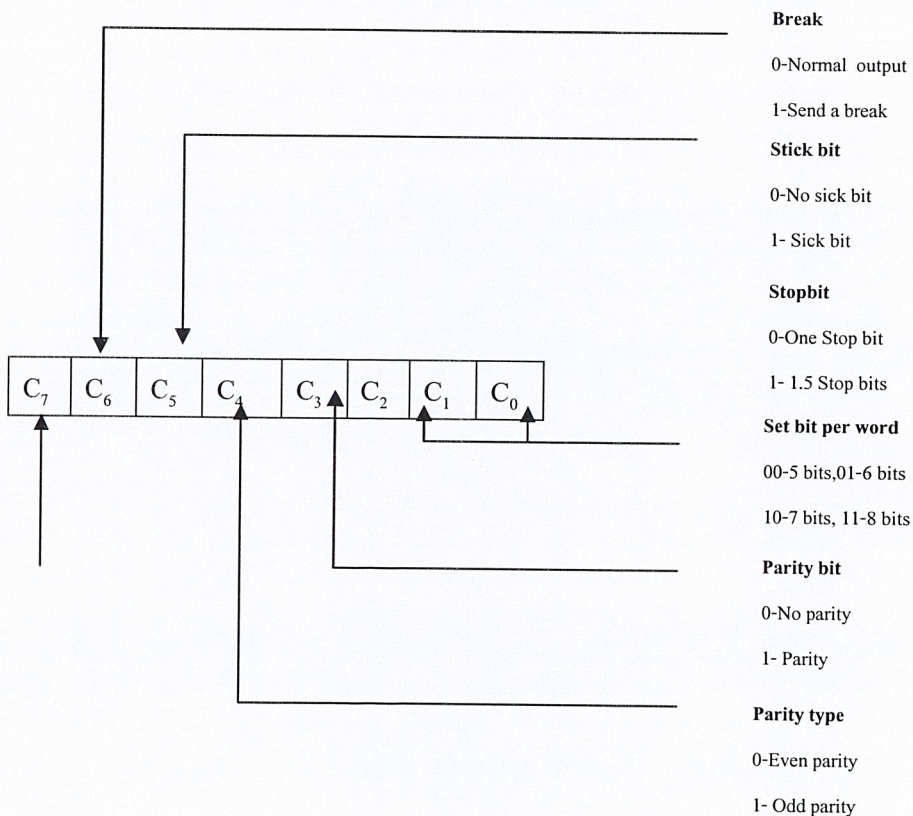 Break
0-Normal output
1-Send a break
Stick bit
0-No sick bit
1- Sick bit
Stopbit
0-One Stop bit
1- 1.5 Stop bits
C7 C6 C5 C4 C3 C2 C1 C0
Set bit per word
00-5 bits,01-6 bits
10-7 bits, 11-8 bits
Parity bit
0-No parity
1- Parity
Parity type
0-Even parity
1- Odd parity